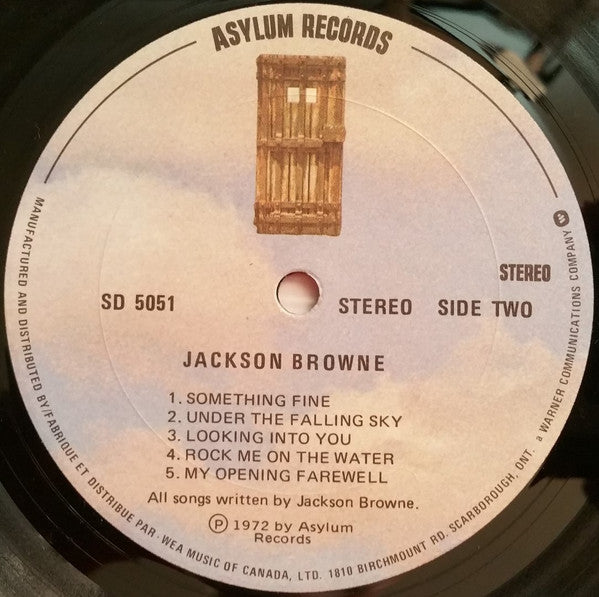 ASYLUM RECORDS
STEREO
SD 5051
STEREO SIDE TWO
JACKSON BROWNE
1. SOMETHING FINE
2. UNDER THE FALLING SKY
3. LOOKING INTO YOU
4. ROCK ME ON THE WATER
5. MY OPENING FAREWELL
All songs written by Jackson Browne.
℗ 1972 by Asylum
Records
MANUFACTURED AND DISTRIBUTED BY/FABRIQUE ET DISTRIBUE PAR · WEA MUSIC OF CANADA, LTD. 1810 BIRCHMOUNT RD. SCARBOROUGH, ONT. a WARNER COMMUNICATIONS COMPANY